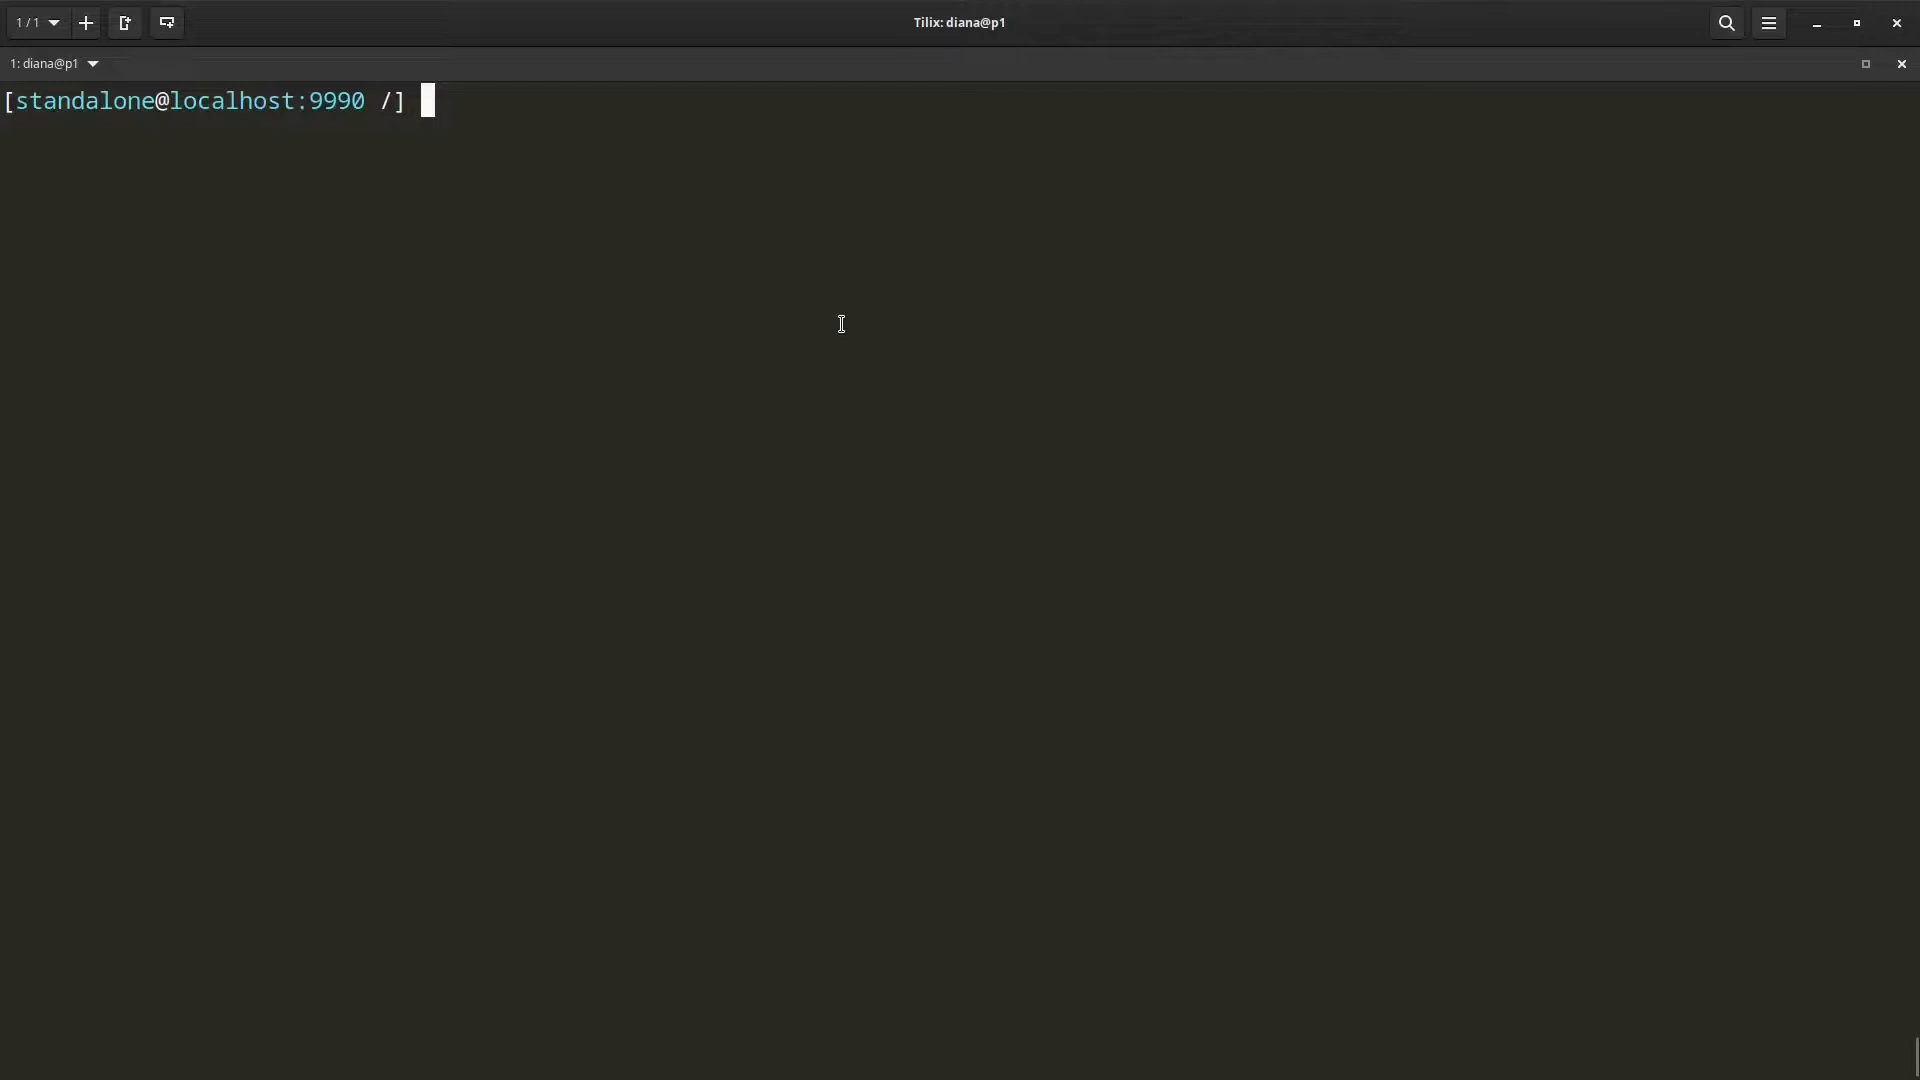 1 / 1
Tilix: diana@p1
1: diana@p1
[standalone@localhost:9990 /]